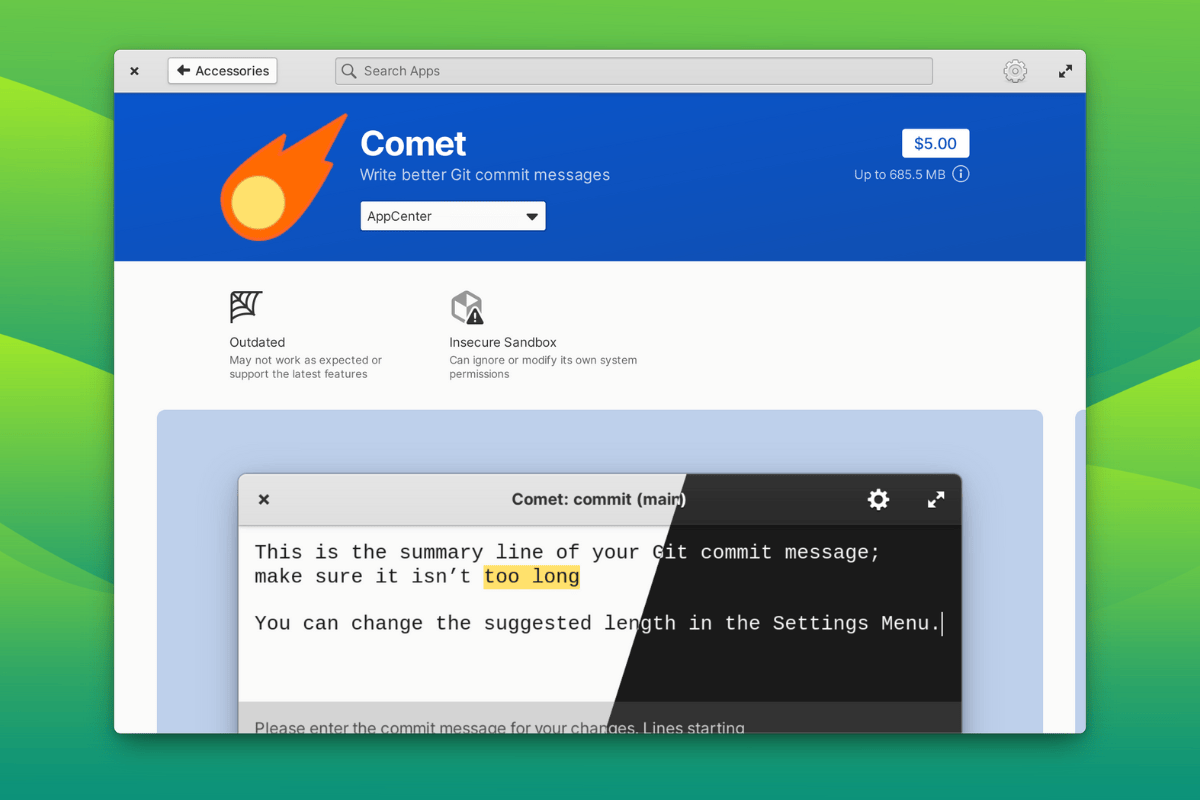 Accessories
Search Apps
Comet
$5.00
Write better Git commit messages
Up to 685.5 MB
AppCenter
Outdated
May not work as expected or
support the latest features
Insecure Sandbox
Can ignore or modify its own system
permissions
Comet: commit (main)
This is the summary line of your Git commit message;
make sure it isn’t too long
You can change the suggested length in the Settings Menu.
Please enter the commit message for your changes. Lines starting